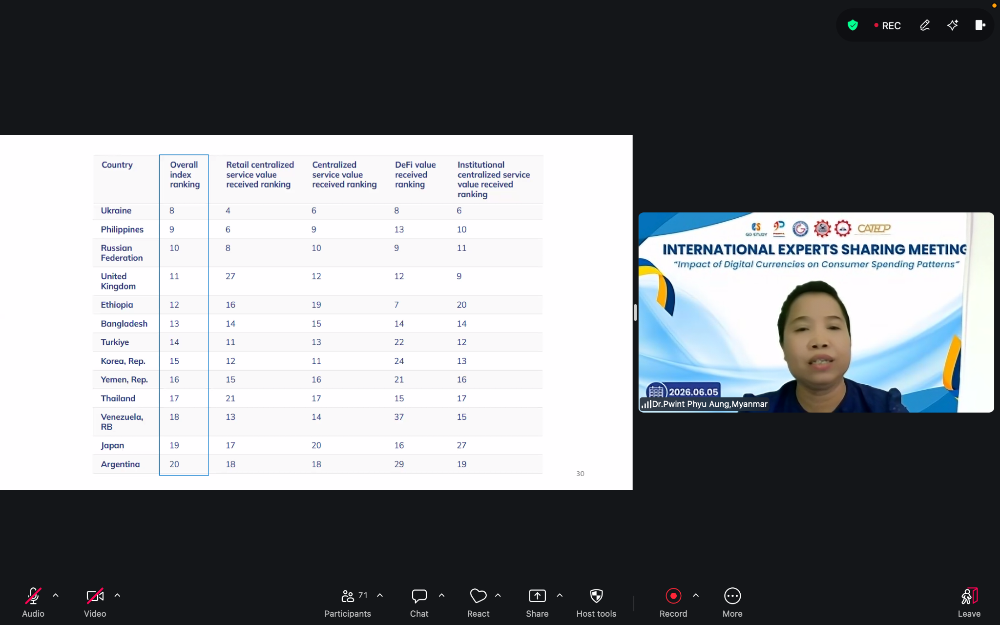 REC
Country Overall index ranking Retail centralized service value received ranking Centralized service value received ranking DeFi value received ranking Institutional centralized service value received ranking
Ukraine 8 4 6 8 6
Philippines 9 6 9 13 10
Russian Federation 10 8 10 9 11
United Kingdom 11 27 12 12 9
Ethiopia 12 16 19 7 20
Bangladesh 13 14 15 14 14
Turkiye 14 11 13 22 12
Korea, Rep. 15 12 11 24 13
Yemen, Rep. 16 15 16 21 16
Thailand 17 21 17 15 17
Venezuela, RB 18 13 14 37 15
Japan 19 17 20 16 27
Argentina 20 18 18 29 19
30
GO STUDY
CATECP
INTERNATIONAL EXPERTS SHARING MEETING
"Impact of Digital Currencies on Consumer Spending Patterns"
2026.06.05
Dr.Pwint Phyu Aung,Myanmar
Audio
Video
71
Participants
Chat
React
Share
Host tools
Record
More
Leave